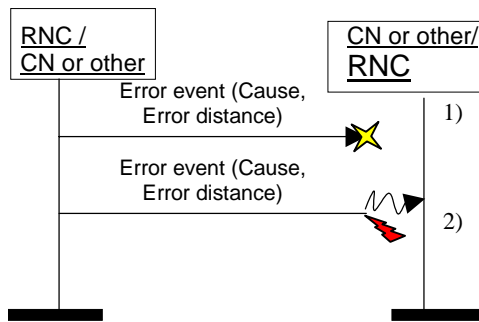 RNC /
CN or other
CN or other/
RNC
Error event (Cause,
Error distance)
1)
Error event (Cause,
Error distance)
2)